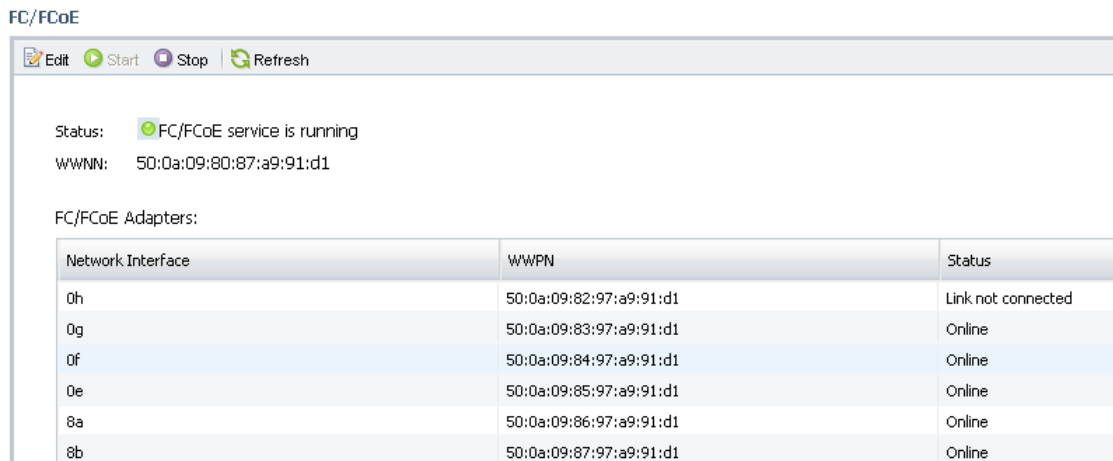 FC/FCoE
Edit Start Stop Refresh
Status: FC/FCoE service is running
WWNN: 50:0a:09:80:87:a9:91:d1
FC/FCoE Adapters:
Network Interface WWPN Status
0h 50:0a:09:82:97:a9:91:d1 Link not connected
0g 50:0a:09:83:97:a9:91:d1 Online
0f 50:0a:09:84:97:a9:91:d1 Online
0e 50:0a:09:85:97:a9:91:d1 Online
8a 50:0a:09:86:97:a9:91:d1 Online
8b 50:0a:09:87:97:a9:91:d1 Online